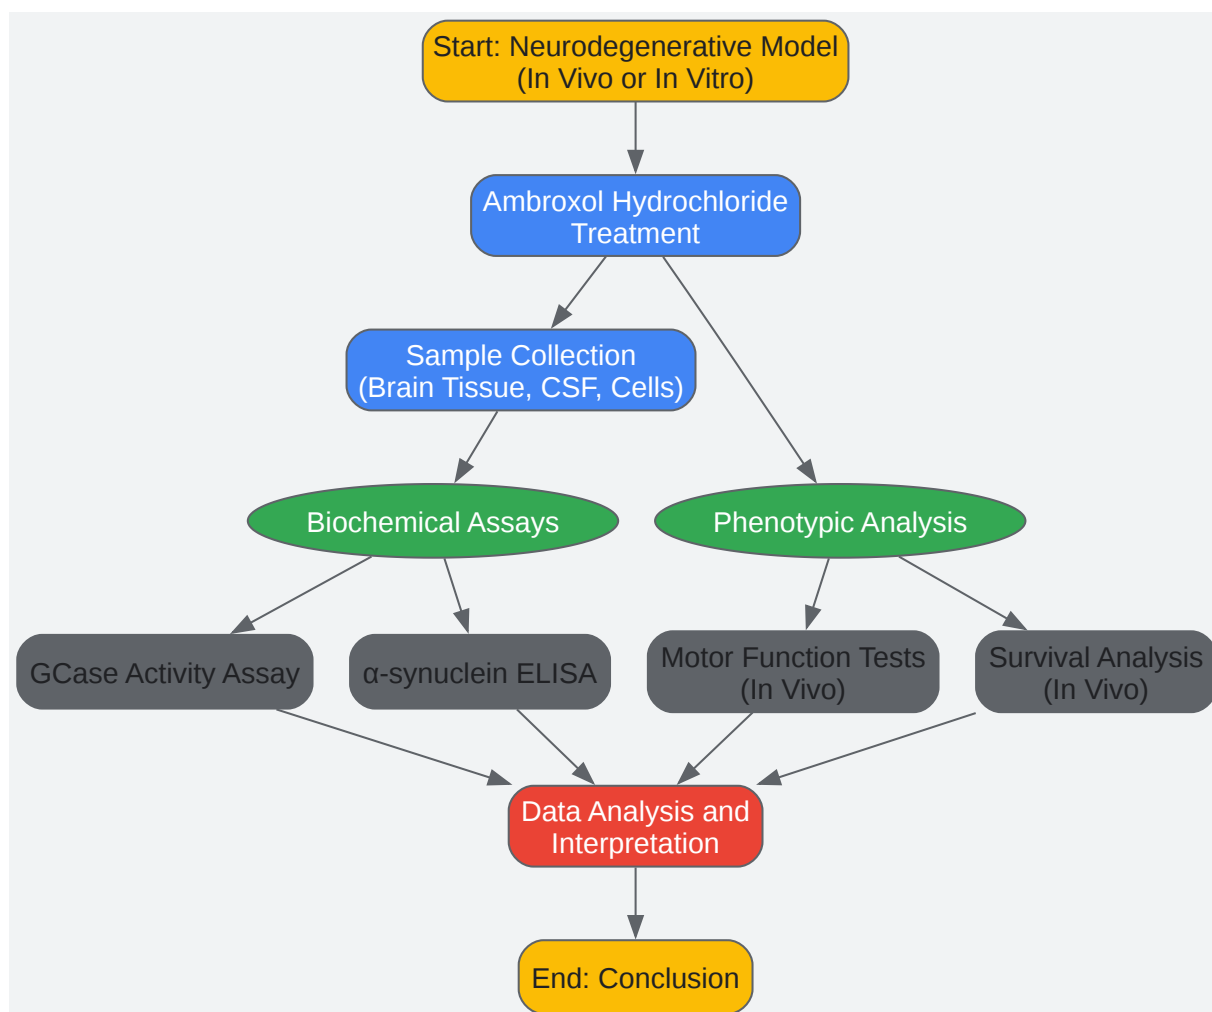 Start: Neurodegenerative Model
(In Vivo or In Vitro)
Ambroxol Hydrochloride
Treatment
Sample Collection
(Brain Tissue, CSF, Cells)
Biochemical Assays
Phenotypic Analysis
GCase Activity Assay
α-synuclein ELISA
Motor Function Tests
(In Vivo)
Survival Analysis
(In Vivo)
Data Analysis and
Interpretation
End: Conclusion